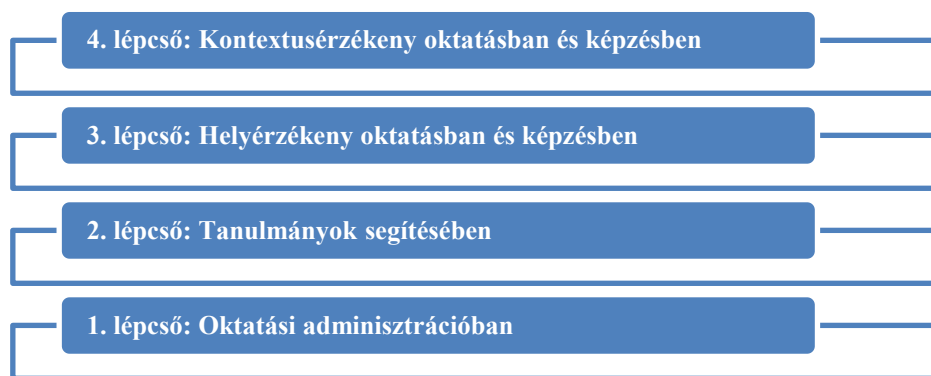 4. lépcső: Kontextusérzékeny oktatásban és képzésben
3. lépcső: Helyérzékeny oktatásban és képzésben
2. lépcső: Tanulmányok segítésében
1. lépcső: Oktatási adminisztrációban